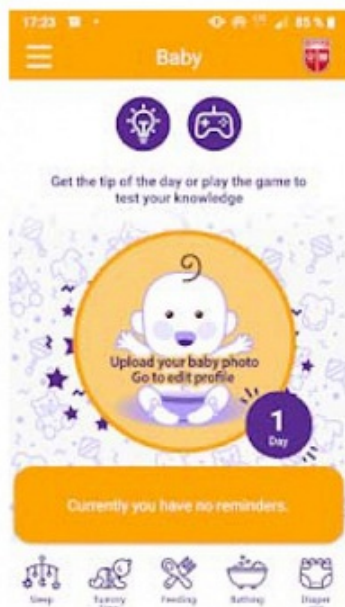 17:23 85 %
Baby
Get the tip of the day or play the game to
test your knowledge
Upload your baby photo
Go to edit profile
1
Day
Currently you have no reminders.
Sleep Tummy Feeding Bathing Diaper